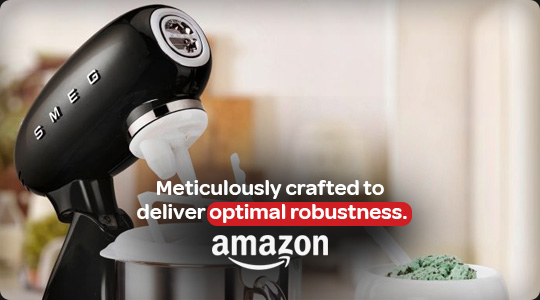 SMEG
Meticulously crafted to
deliver optimal robustness.
amazon